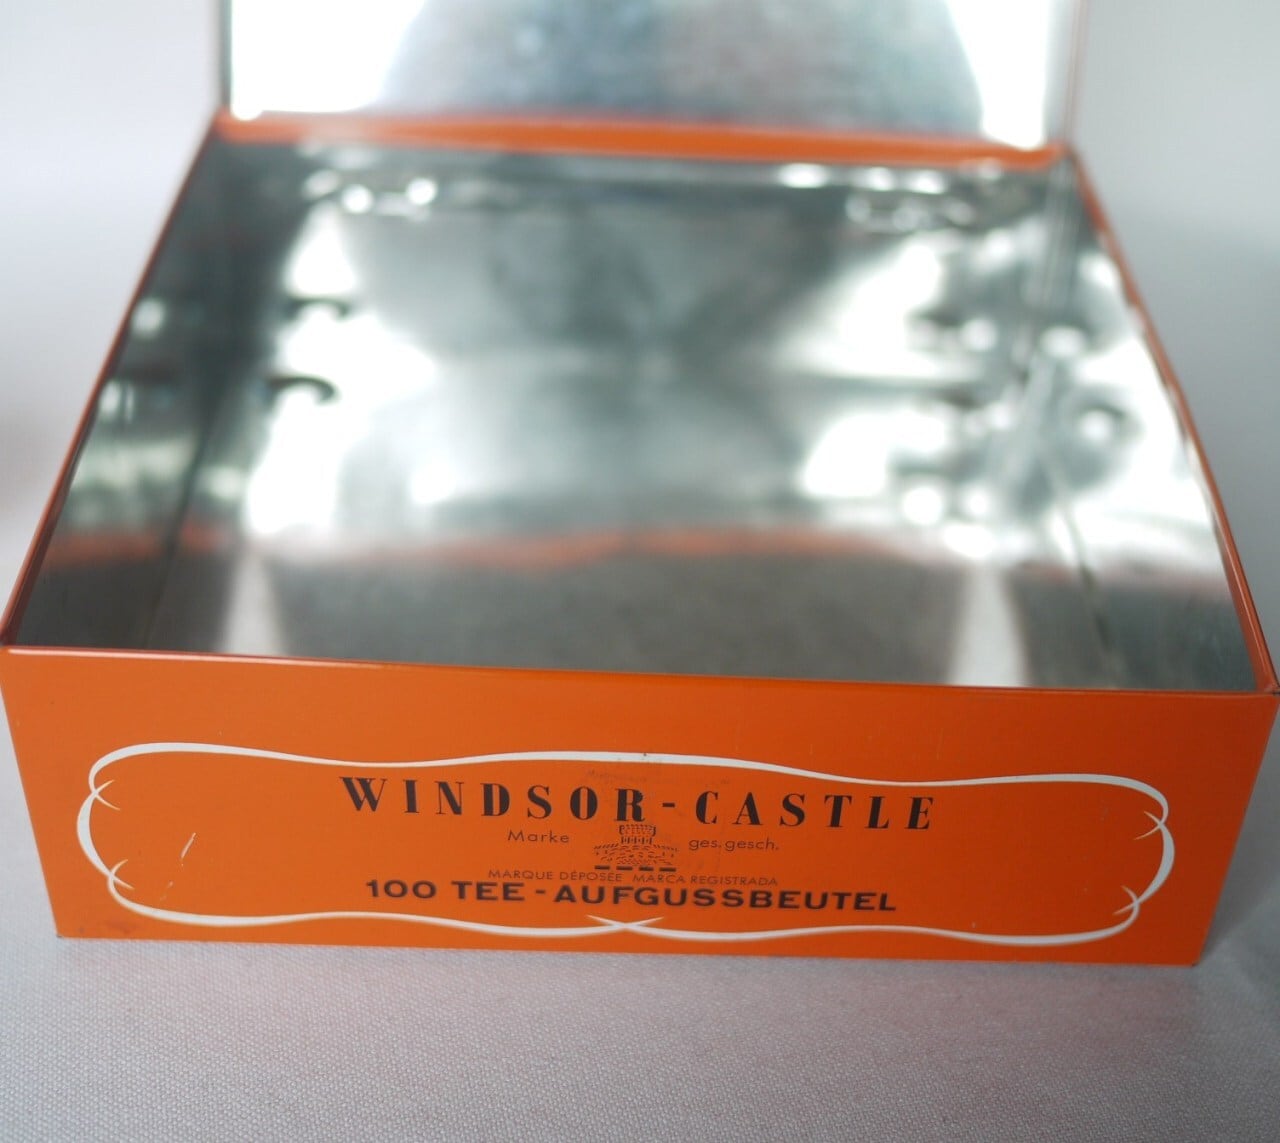 WINDSOR-CASTLE
Marke ges. gesch.
MARQUE DÉPOSÉE MARCA REGISTRADA
100 TEE-AUFGUSSBEUTEL